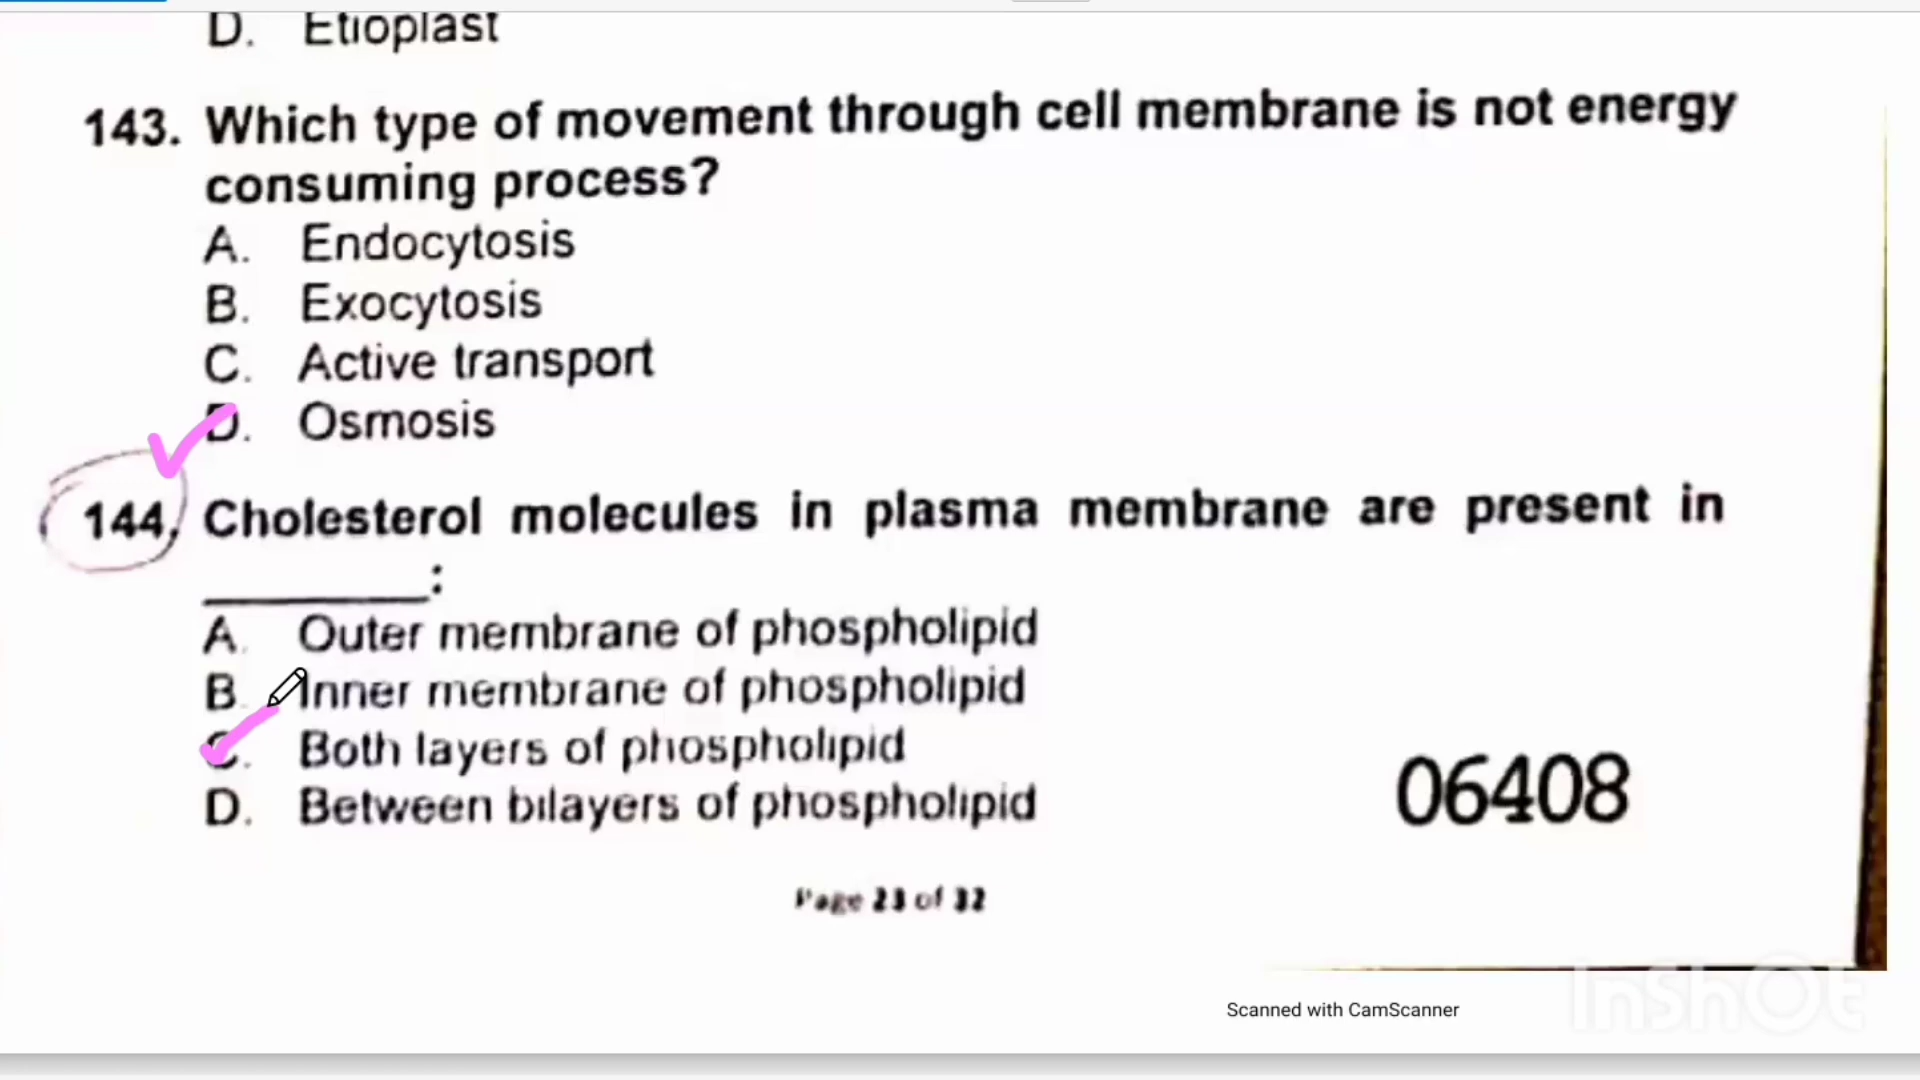 D. Etioplast
143. Which type of movement through cell membrane is not energy
consuming process?
A. Endocytosis
B. Exocytosis
C. Active transport
D. Osmosis
144. Cholesterol molecules in plasma membrane are present in
________:
A. Outer membrane of phospholipid
B. Inner membrane of phospholipid
C. Both layers of phospholipid
D. Between bilayers of phospholipid
06408
Page 23 of 32
Scanned with CamScanner
InShOt